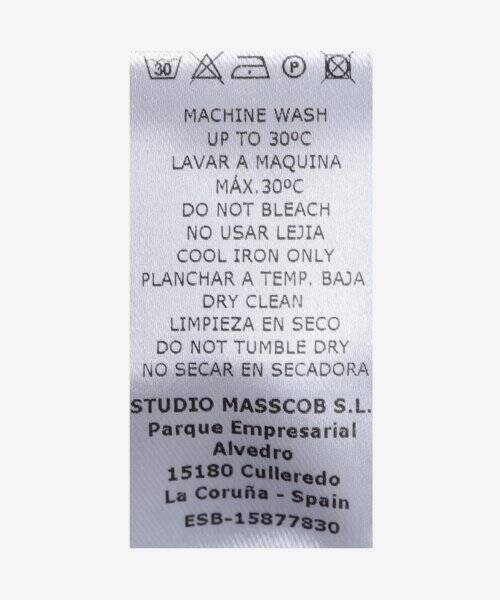 30 P
MACHINE WASH
UP TO 30ºC
LAVAR A MAQUINA
MÁX.30ºC
DO NOT BLEACH
NO USAR LEJIA
COOL IRON ONLY
PLANCHAR A TEMP. BAJA
DRY CLEAN
LIMPIEZA EN SECO
DO NOT TUMBLE DRY
NO SECAR EN SECADORA
STUDIO MASSCOB S.L.
Parque Empresarial
Alvedro
15180 Culleredo
La Coruña - Spain
ESB-15877830